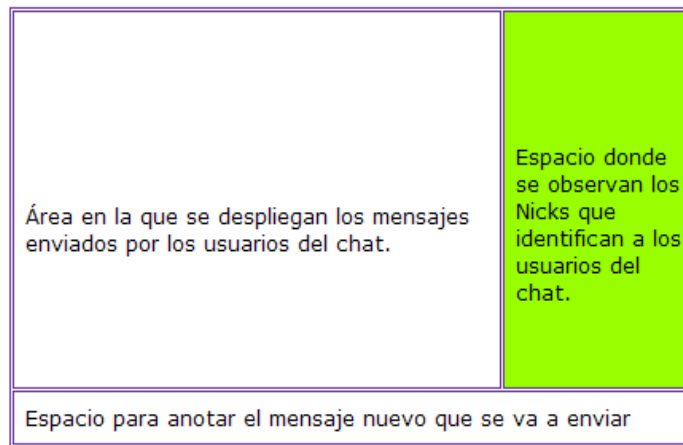 Área en la que se despliegan los mensajes
enviados por los usuarios del chat.
Espacio donde
se observan los
Nicks que
identifican a los
usuarios del
chat.
Espacio para anotar el mensaje nuevo que se va a enviar